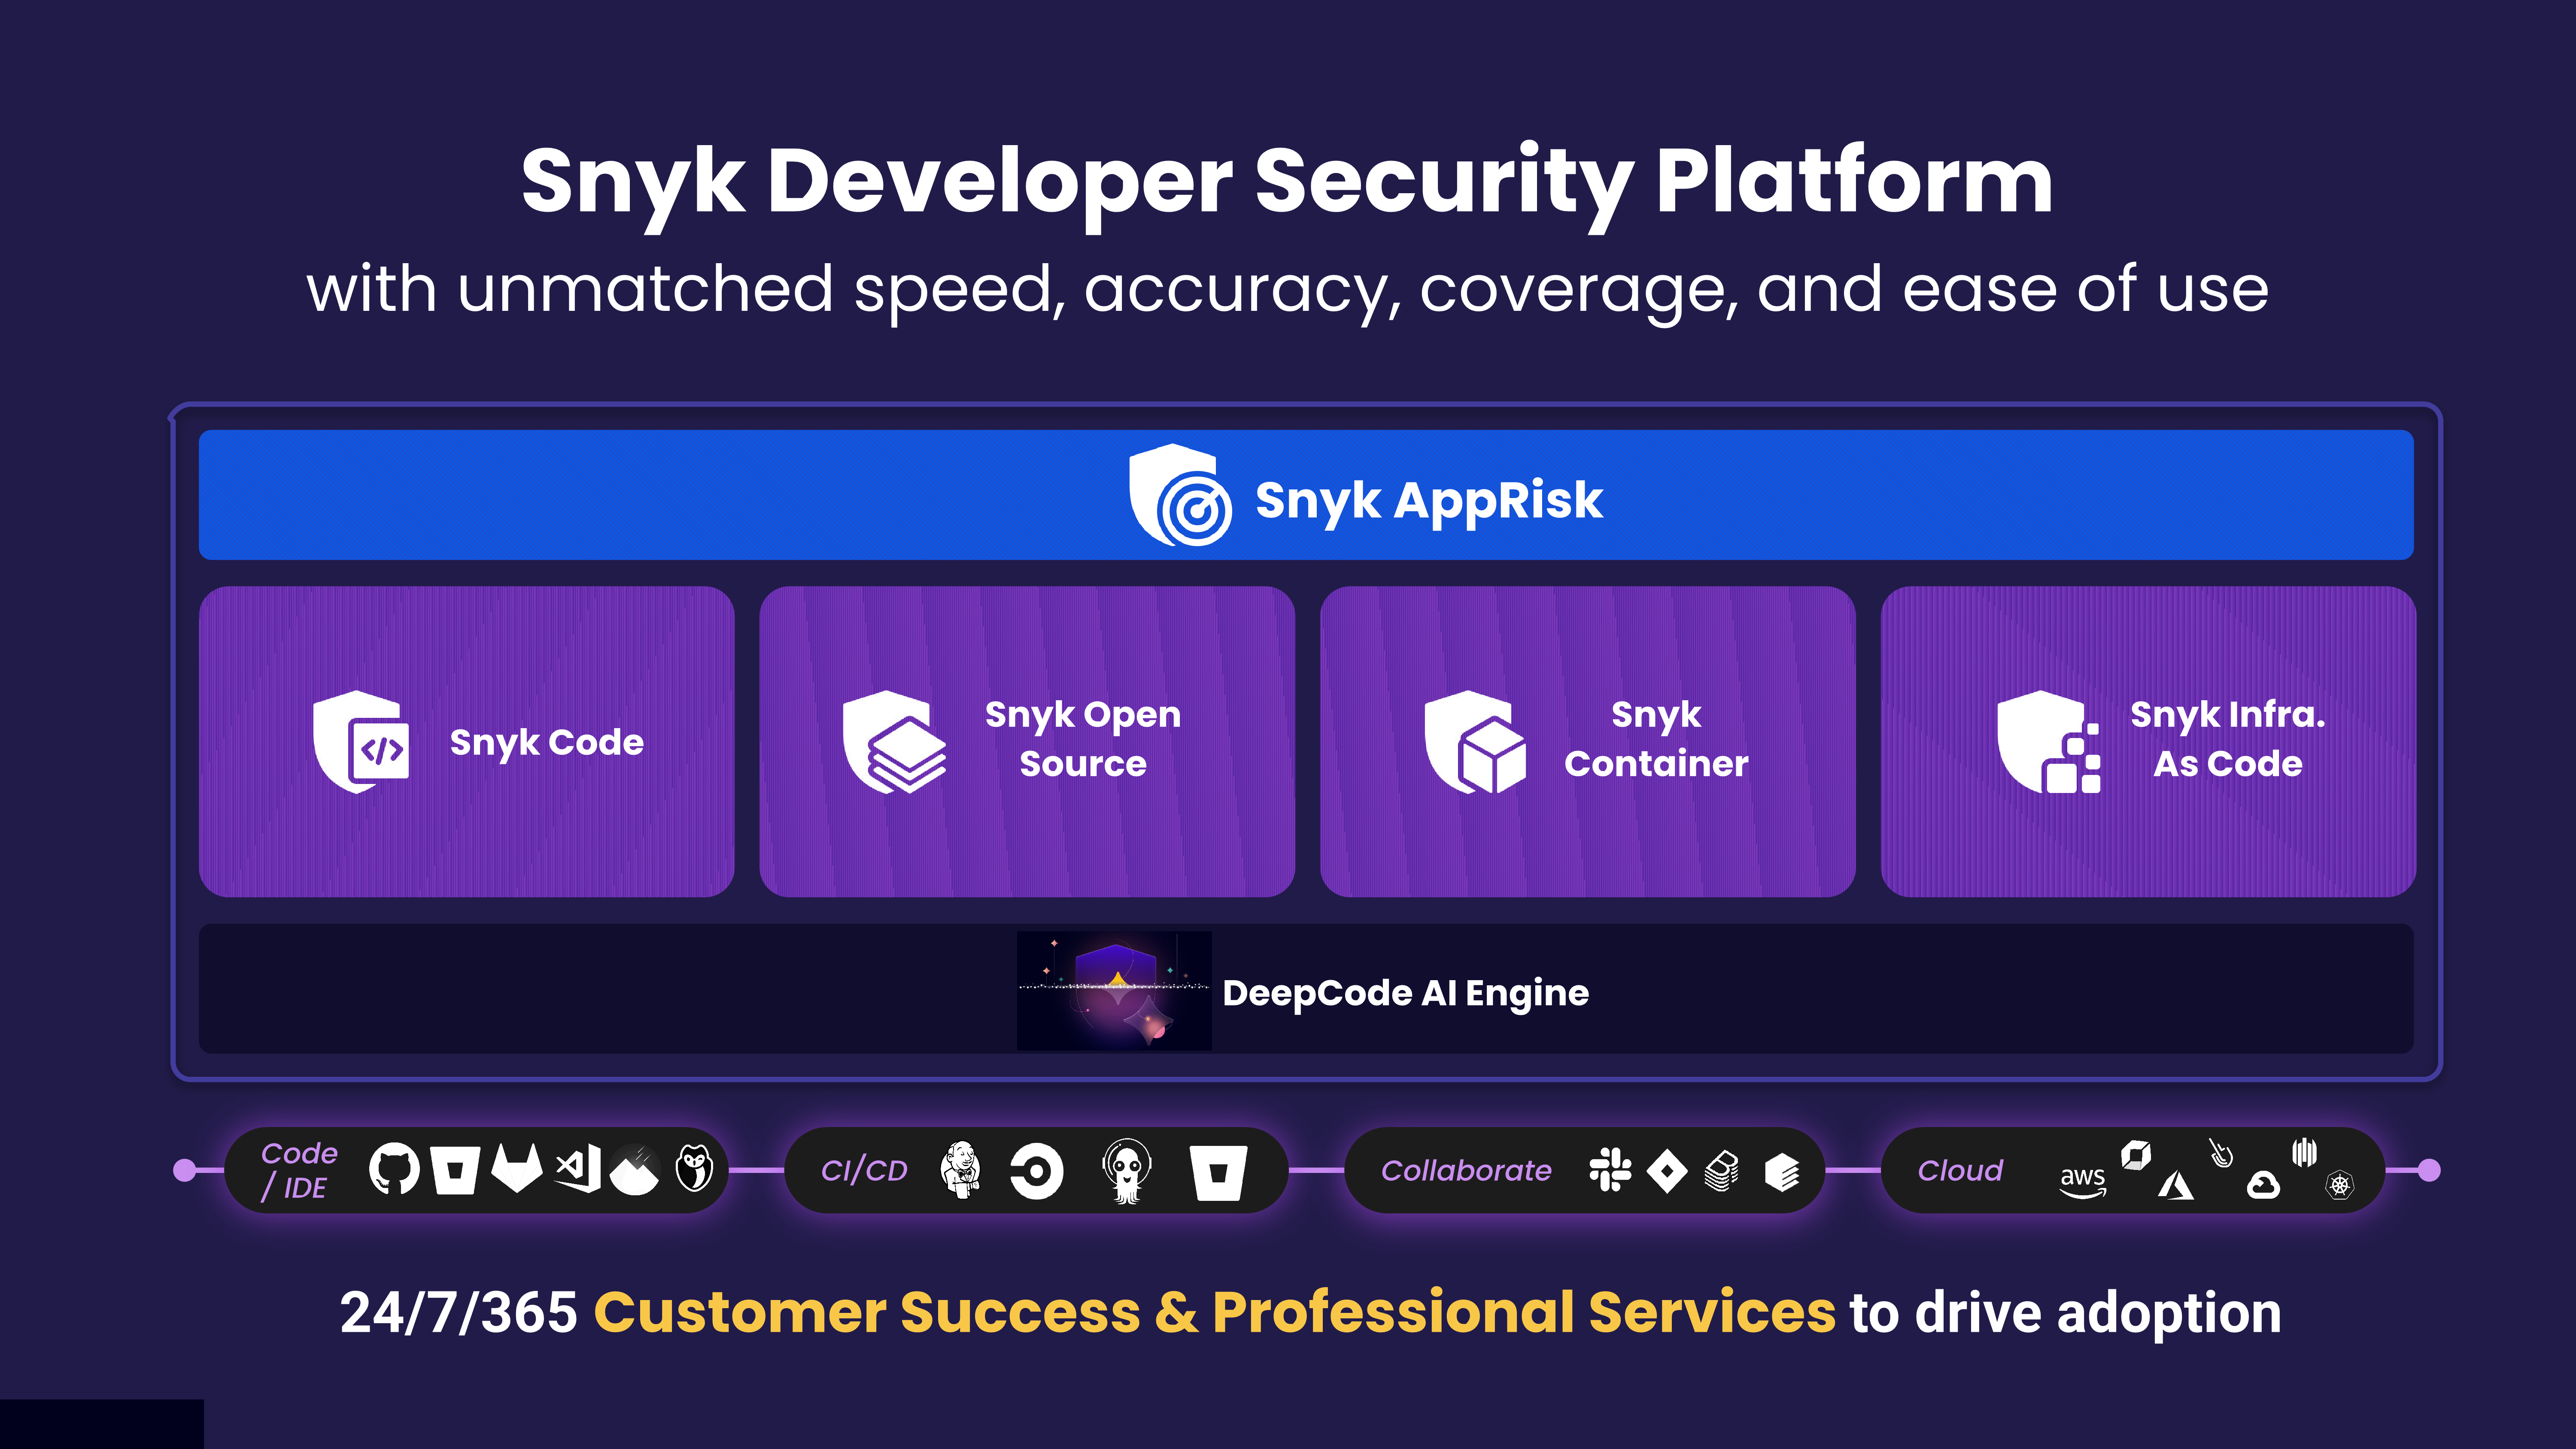 Snyk Developer Security Platform
with unmatched speed, accuracy, coverage, and ease of use
Snyk AppRisk
Snyk Code
Snyk Open
Source
Snyk
Container
Snyk Infra.
As Code
DeepCode AI Engine
Code
/ IDE
CI/CD
Collaborate
Cloud
aws
24/7/365 Customer Success & Professional Services to drive adoption